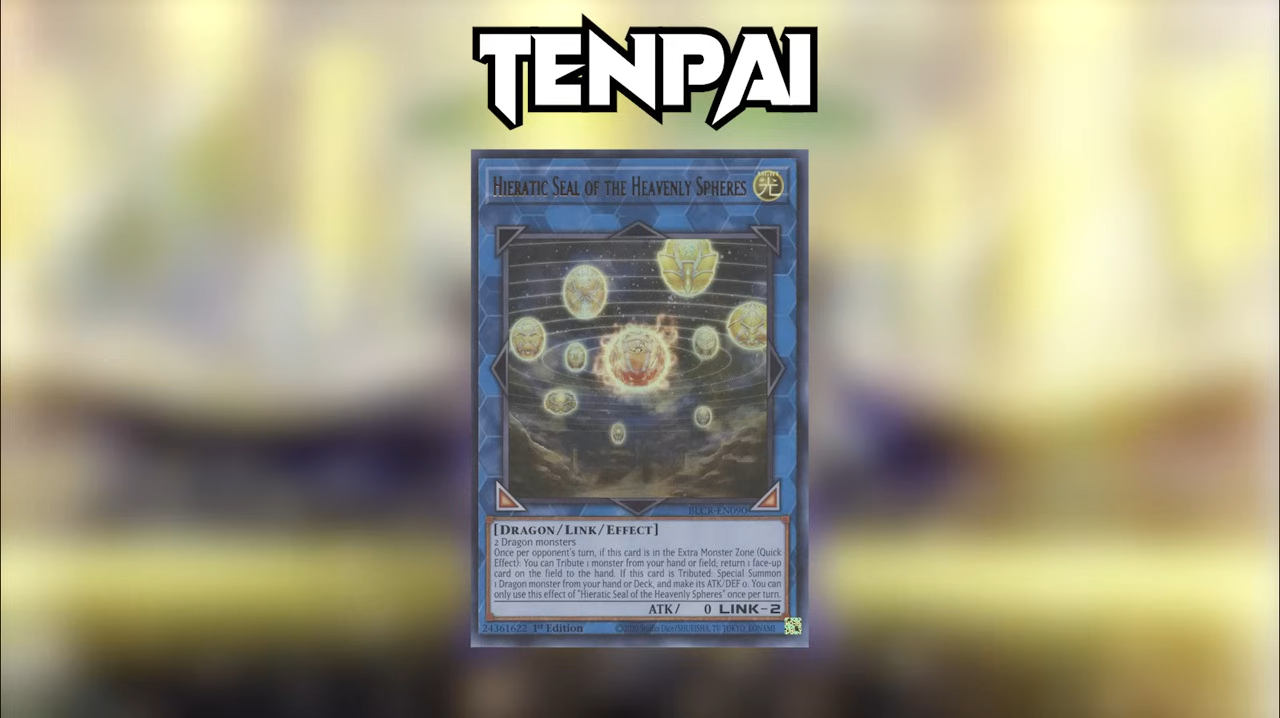 TENPAI
HIERATIC SEAL OF THE HEAVENLY SPHERES
LIGHT
光
BLCR-EN090
[DRAGON/LINK/EFFECT]
2 Dragon monsters
Once per opponent's turn, if this card is in the Extra Monster Zone (Quick
Effect): You can Tribute 1 monster from your hand or field; return 1 face-up
card on the field to the hand. If this card is Tributed: Special Summon
1 Dragon monster from your hand or Deck, and make its ATK/DEF 0. You can
only use this effect of "Hieratic Seal of the Heavenly Spheres" once per turn.
ATK/ 0 LINK-2
24361622 1st Edition